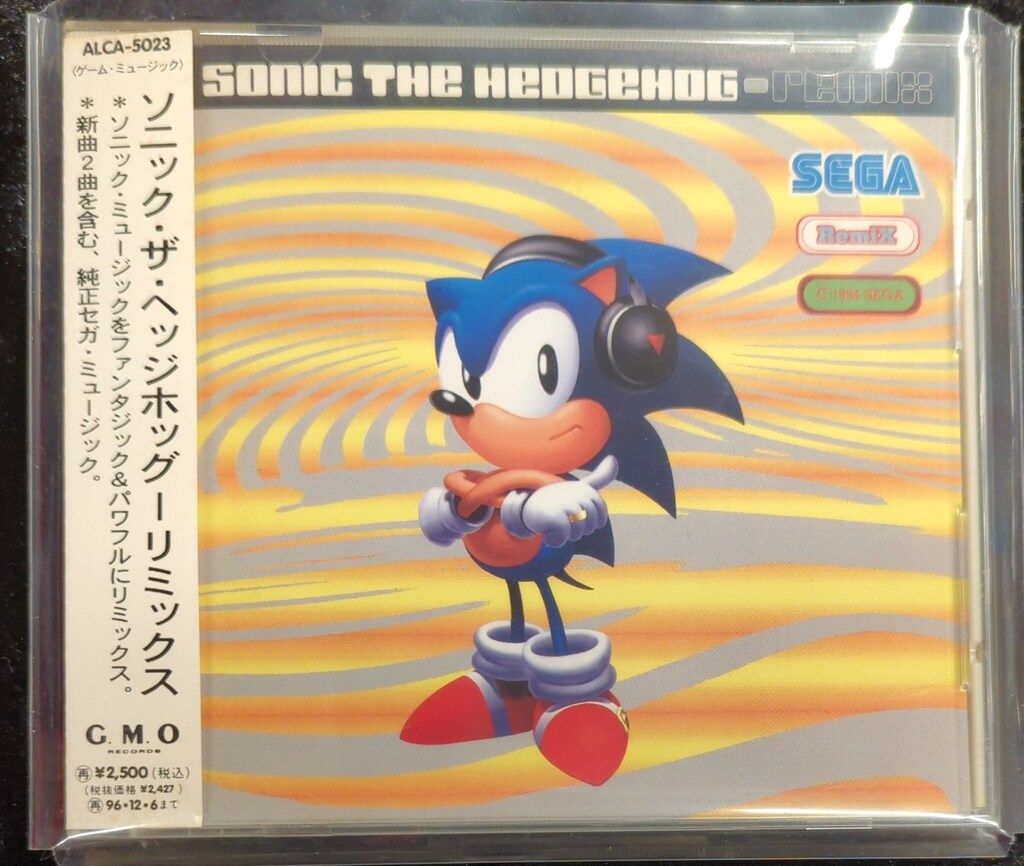 ALCA-5023
〈ゲーム・ミュージック〉
ソニック・ザ・ヘッジホッグーリミックス
＊ソニック・ミュージックをファンタジック&パワフルにリミックス。
＊新曲2曲を含む、純正セガ・ミュージック。
G.M.O
RECORDS
再¥2,500(税込)
(税抜価格 ¥2,427)
再96・12・6まで
SONIC THE HEDGEHOG-remix
SEGA
RemiX
©1994 SEGA